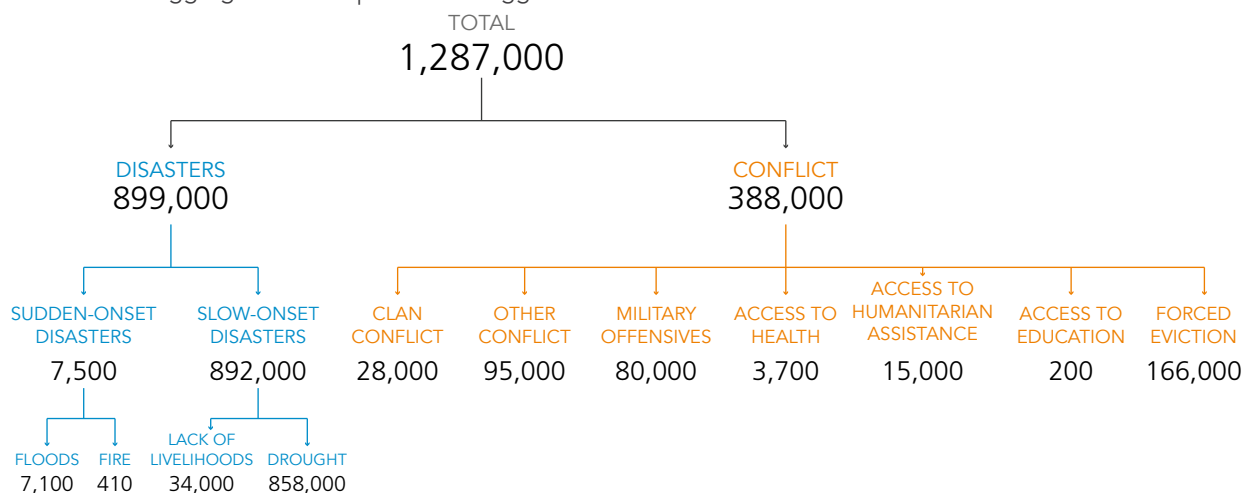 TOTAL
1,287,000
DISASTERS
899,000
CONFLICT
388,000
SUDDEN-ONSET
DISASTERS
7,500
SLOW-ONSET
DISASTERS
892,000
CLAN
CONFLICT
28,000
OTHER
CONFLICT
95,000
MILITARY
OFFENSIVES
80,000
ACCESS TO
HEALTH
3,700
ACCESS TO
HUMANITARIAN
ASSISTANCE
15,000
ACCESS TO
EDUCATION
200
FORCED
EVICTION
166,000
FLOODS
7,100
FIRE
410
LACK OF
LIVELIHOODS
34,000
DROUGHT
858,000